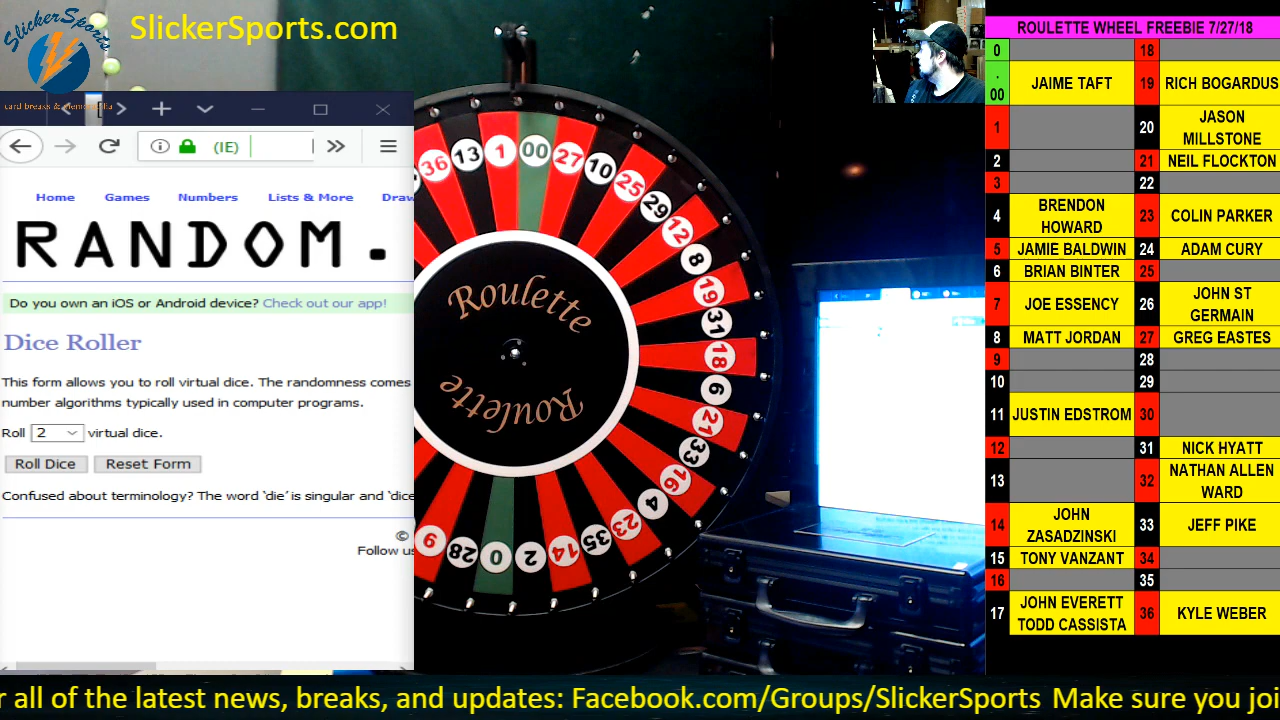 SlickerSports
card breaks & memorabilia
SlickerSports.com
(IE)
Home Games Numbers Lists & More Draw
RANDOM.
Do you own an iOS or Android device? Check out our app!
Dice Roller
This form allows you to roll virtual dice. The randomness comes
number algorithms typically used in computer programs.
Roll 2 virtual dice.
Roll Dice Reset Form
Confused about terminology? The word 'die' is singular and 'dice
©
Follow us
36 13 1 00 27 10 25 29 12 8 19 31 18 6 21 33 16 4 23 35 14 2 0 28 9
Roulette
Roulette
ROULETTE WHEEL FREEBIE 7/27/18
0 18
. 00 JAIME TAFT 19 RICH BOGARDUS
1 20 JASON MILLSTONE
2 21 NEIL FLOCKTON
3 22
4 BRENDON HOWARD 23 COLIN PARKER
5 JAMIE BALDWIN 24 ADAM CURY
6 BRIAN BINTER 25
7 JOE ESSENCY 26 JOHN ST GERMAIN
8 MATT JORDAN 27 GREG EASTES
9 28
10 29
11 JUSTIN EDSTROM 30
12 31 NICK HYATT
13 32 NATHAN ALLEN WARD
14 JOHN ZASADZINSKI 33 JEFF PIKE
15 TONY VANZANT 34
16 35
17 JOHN EVERETT TODD CASSISTA 36 KYLE WEBER
r all of the latest news, breaks, and updates: Facebook.com/Groups/SlickerSports Make sure you joi